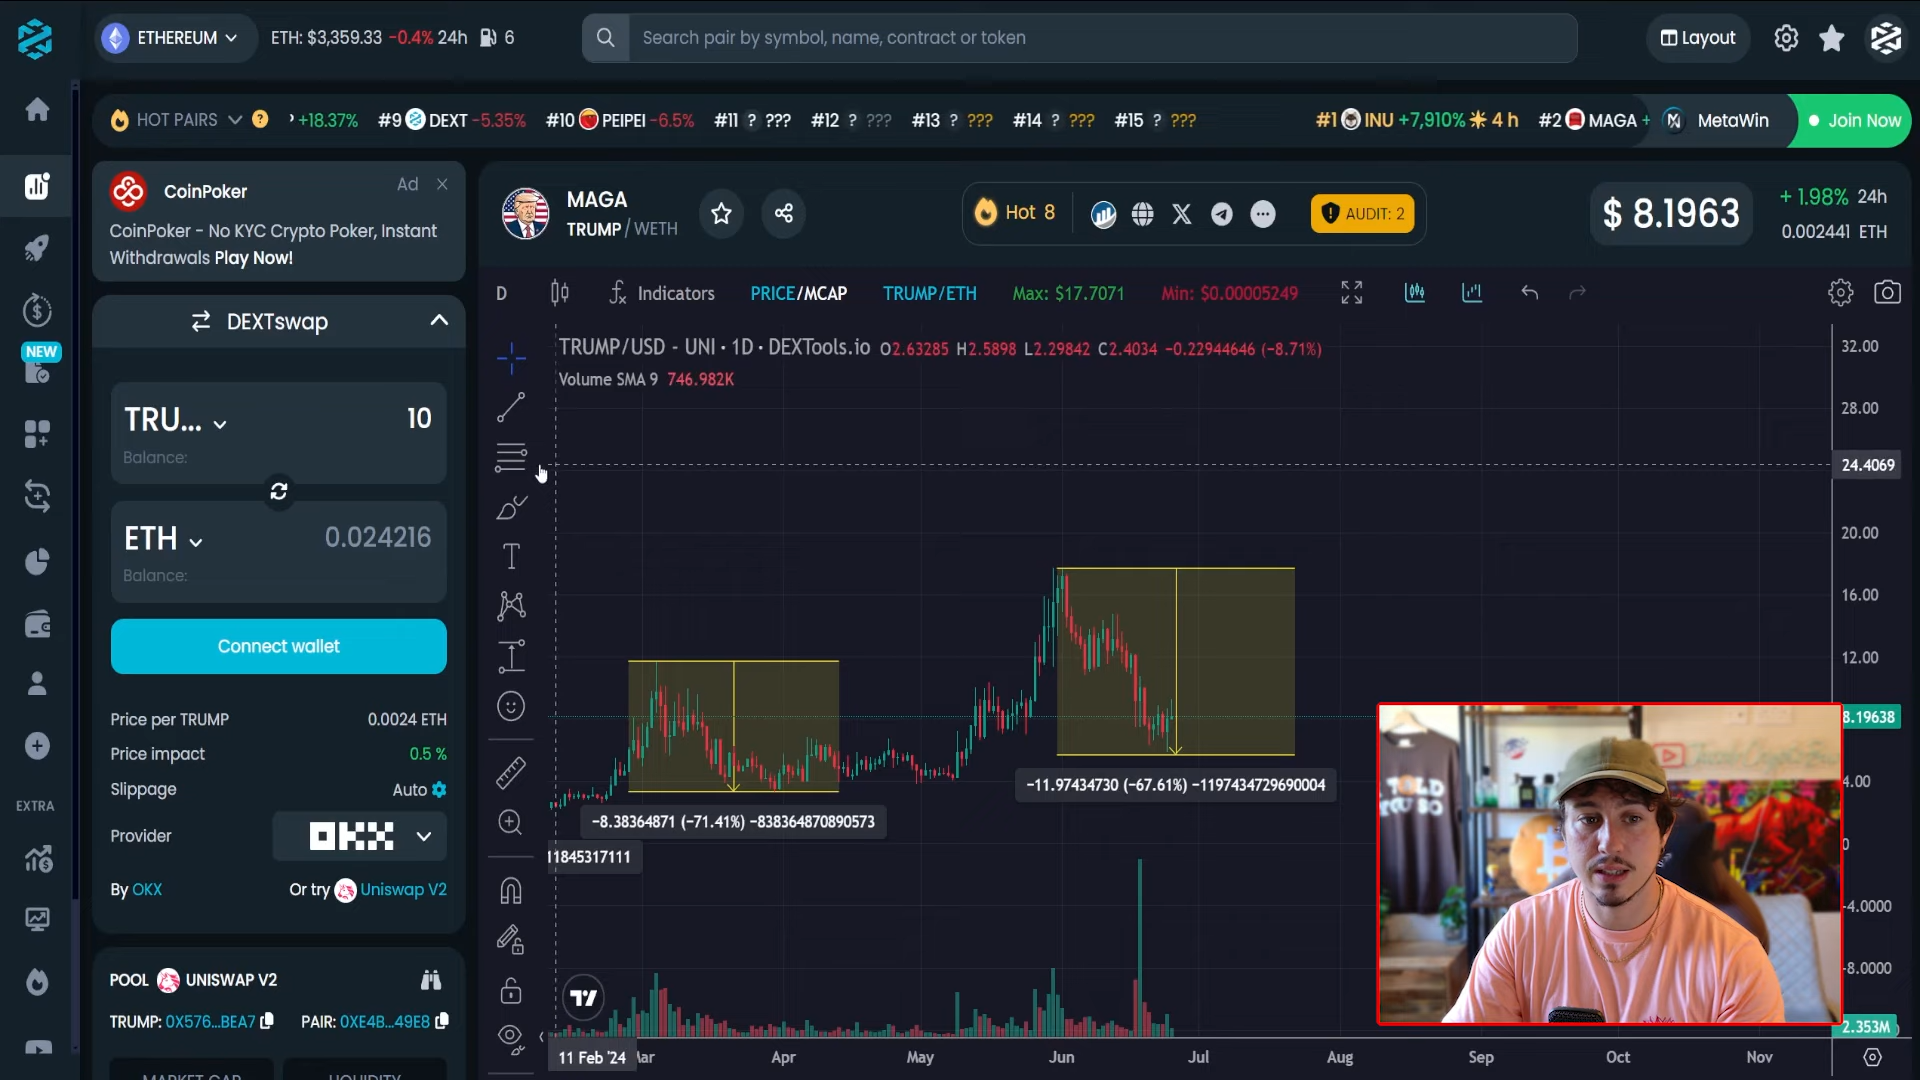 ETHEREUM
ETH: $3,359.33 -0.4% 24h 6
Search pair by symbol, name, contract or token
Layout
HOT PAIRS ? +18.37% #9 DEXT -5.35% #10 PEIPEI -6.5% #11 ? ??? #12 ? ??? #13 ? ??? #14 ? ??? #15 ? ??? #1 INU +7,910% 4 h #2 MAGA + MetaWin Join Now
CoinPoker Ad
CoinPoker - No KYC Crypto Poker, Instant
Withdrawals Play Now!
MAGA
TRUMP / WETH
Hot 8
AUDIT: 2
$ 8.1963
+ 1.98% 24h
0.002441 ETH
NEW
EXTRA
DEXTswap
TRU... 10
Balance:
ETH 0.024216
Balance:
Connect wallet
Price per TRUMP 0.0024 ETH
Price impact 0.5 %
Slippage Auto
Provider OKX
By OKX Or try Uniswap V2
POOL UNISWAP V2
TRUMP: 0X576...BEA7 PAIR: 0XE4B...49E8
MARKET CAP LIQUIDITY
D Indicators PRICE/MCAP TRUMP/ETH Max: $17.7071 Min: $0.00005249
TRUMP/USD - UNI · 1D · DEXTools.io O2.63285 H2.5898 L2.29842 C2.4034 -0.22944646 (-8.71%)
Volume SMA 9 746.982K
32.00
28.00
24.4069
20.00
16.00
12.00
8.19638
4.00
0
-4.0000
-8.0000
2.353M
-11.97434730 (-67.61%) -1197434729690004
-8.38364871 (-71.41%) -838364870890573
11845317111
11 Feb '24 Mar Apr May Jun Jul Aug Sep Oct Nov
TOLD
YOU SO